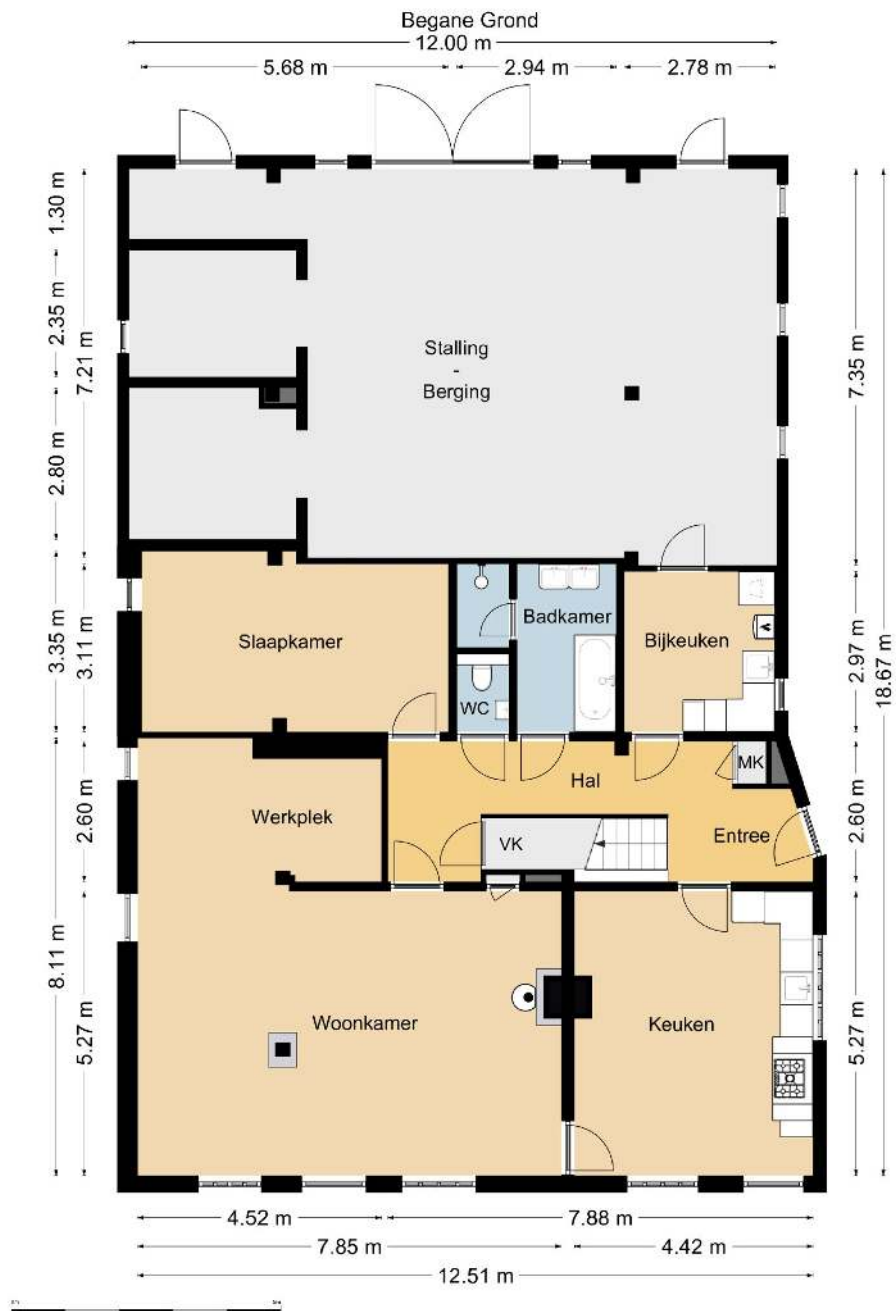 Begane Grond
12.00 m
5.68 m
2.94 m
2.78 m
1.30 m
2.35 m
7.21 m
2.80 m
7.35 m
Stalling
-
Berging
3.35 m
3.11 m
Slaapkamer
Badkamer
WC
Bijkeuken
2.97 m
18.67 m
2.60 m
Werkplek
Hal
MK
VK
Entree
2.60 m
8.11 m
5.27 m
Woonkamer
Keuken
5.27 m
4.52 m
7.88 m
7.85 m
4.42 m
12.51 m